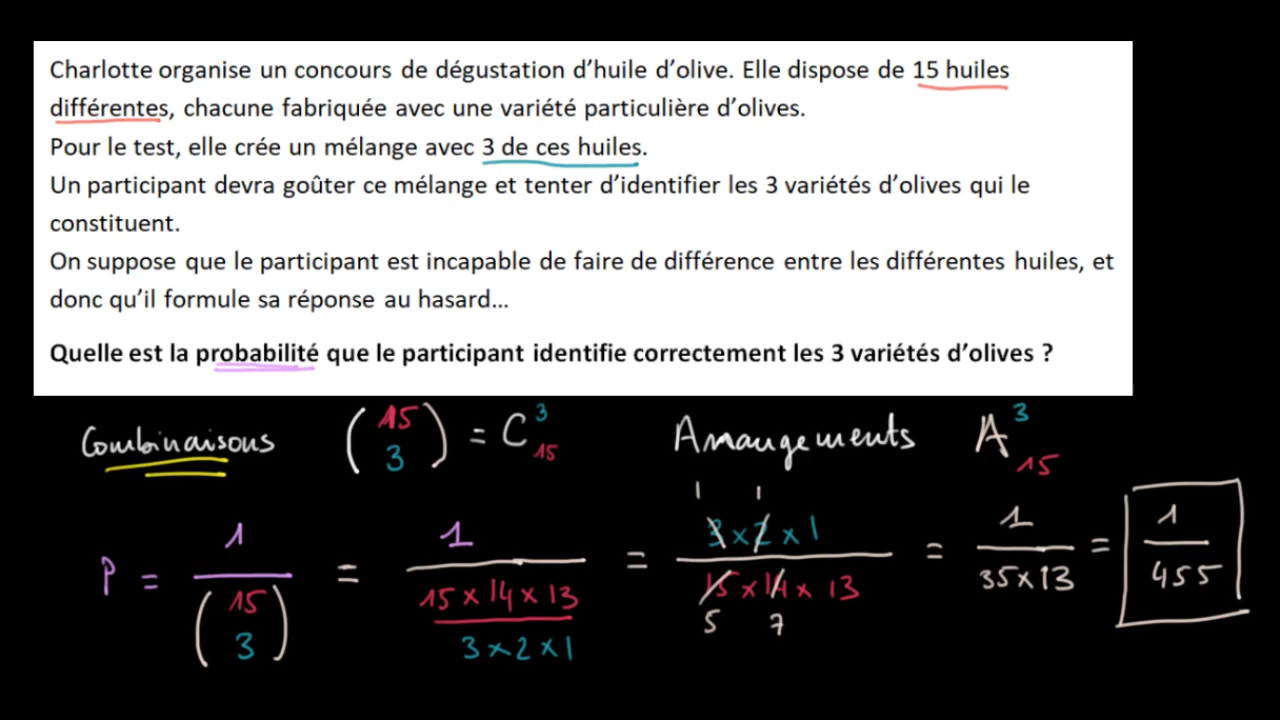 Charlotte organise un concours de dégustation d'huile d'olive. Elle dispose de 15 huiles
différentes, chacune fabriquée avec une variété particulière d'olives.
Pour le test, elle crée un mélange avec 3 de ces huiles.
Un participant devra goûter ce mélange et tenter d'identifier les 3 variétés d'olives qui le
constituent.
On suppose que le participant est incapable de faire de différence entre les différentes huiles, et
donc qu'il formule sa réponse au hasard...
Quelle est la probabilité que le participant identifie correctement les 3 variétés d'olives ?
Combinaisons (15 3) = C 3 15 Arrangements A 3 15
1 1
1 1 3 x 2 x 1 1 1
P = = = = =
(15 3) 15 x 14 x 13 15 x 14 x 13 35 x 13 455
3 x 2 x 1 5 7